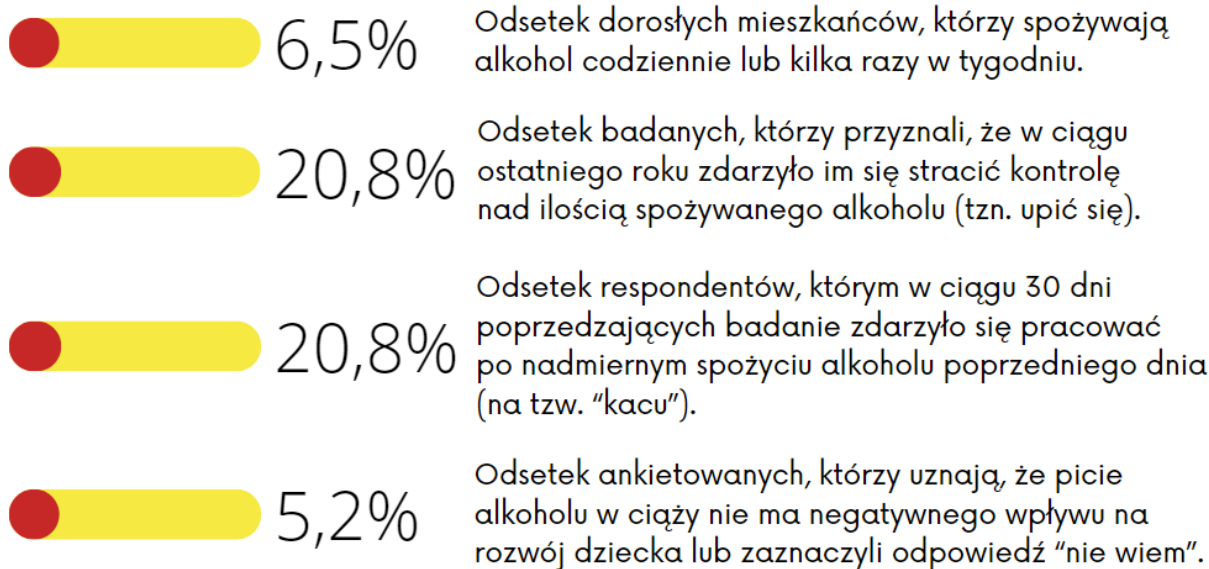 6,5%
Odsetek dorosłych mieszkańców, którzy spożywają
alkohol codziennie lub kilka razy w tygodniu.
20,8%
Odsetek badanych, którzy przyznali, że w ciągu
ostatniego roku zdarzyło im się stracić kontrolę
nad ilością spożywanego alkoholu (tzn. upić się).
20,8%
Odsetek respondentów, którym w ciągu 30 dni
poprzedzających badanie zdarzyło się pracować
po nadmiernym spożyciu alkoholu poprzedniego dnia
(na tzw. “kacu”).
5,2%
Odsetek ankietowanych, którzy uznają, że picie
alkoholu w ciąży nie ma negatywnego wpływu na
rozwój dziecka lub zaznaczyli odpowiedź “nie wiem”.